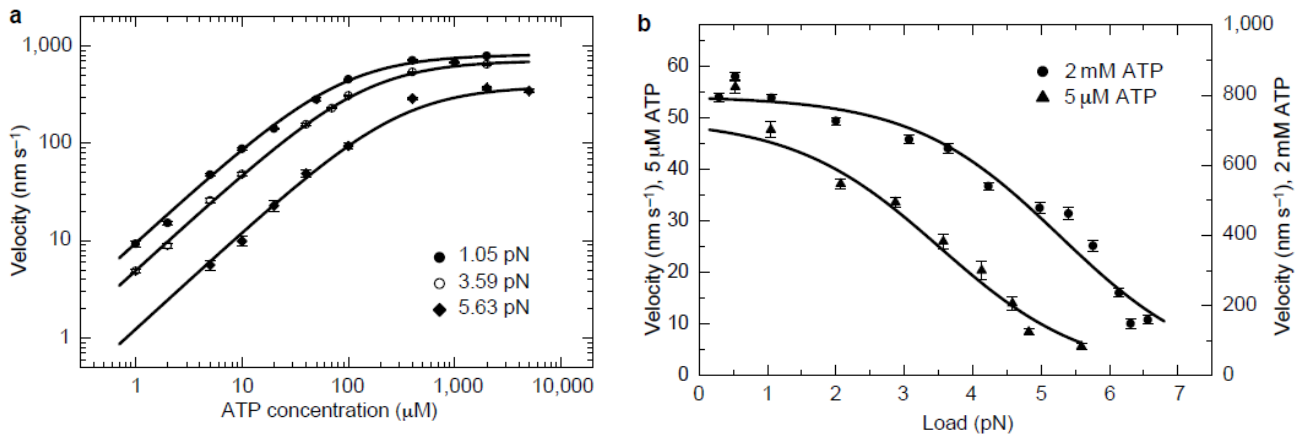 a
Velocity (nm s⁻¹)
1,000
100
10
1
1.05 pN
3.59 pN
5.63 pN
1 10 100 1,000 10,000
ATP concentration (μM)
b
Velocity (nm s⁻¹), 5 μM ATP
60
50
40
30
20
10
0
2 mM ATP
5 μM ATP
1,000
800
600
400
200
0
Velocity (nm s⁻¹), 2 mM ATP
0 1 2 3 4 5 6 7
Load (pN)